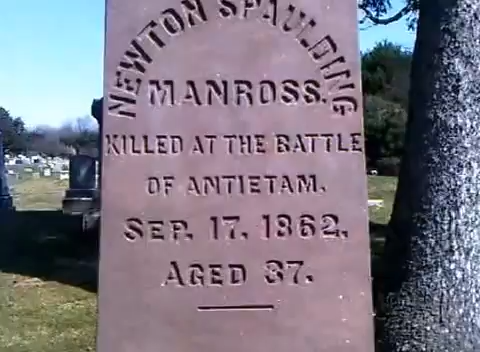 NEWTON SPAULDING
MANROSS.
KILLED AT THE BATTLE
OF ANTIETAM.
SEP. 17. 1862.
AGED 37.